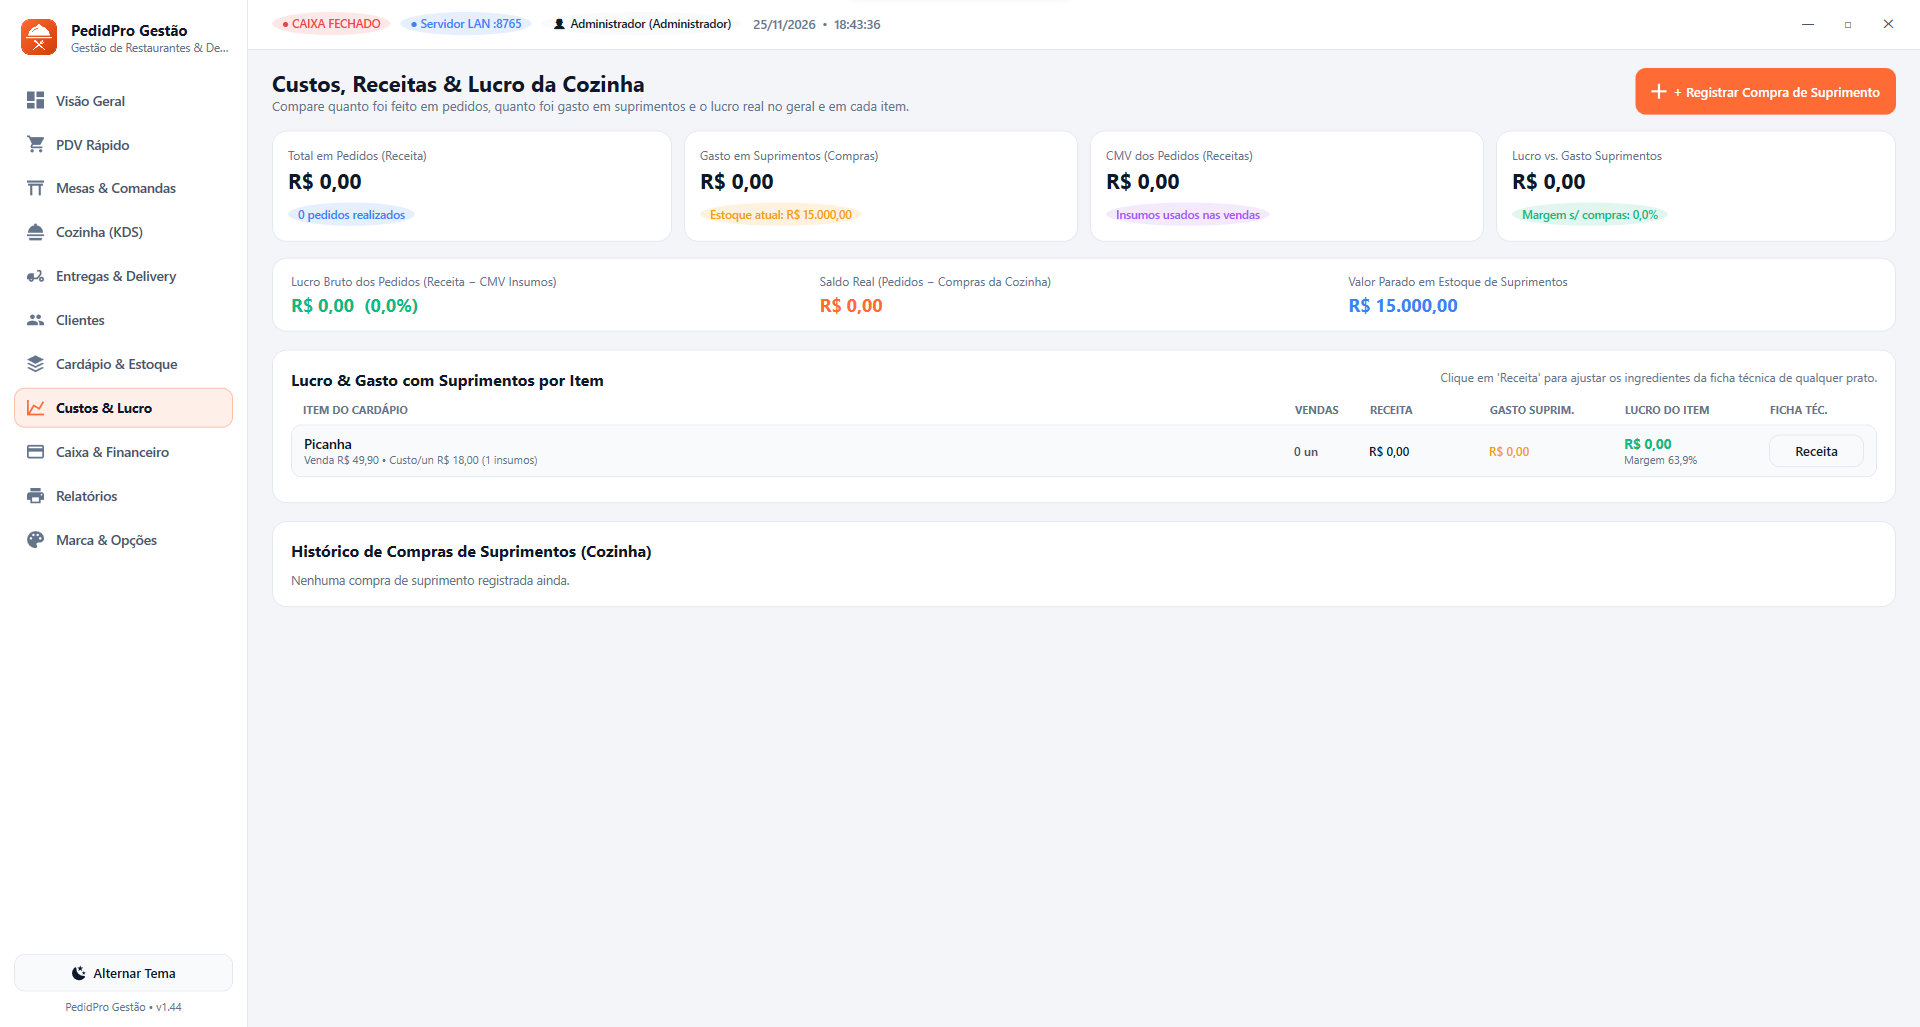 PedidPro Gestão
Gestão de Restaurantes & De...
Visão Geral
PDV Rápido
Mesas & Comandas
Cozinha (KDS)
Entregas & Delivery
Clientes
Cardápio & Estoque
Custos & Lucro
Caixa & Financeiro
Relatórios
Marca & Opções
Alternar Tema
PedidPro Gestão • v1.44
● CAIXA FECHADO
● Servidor LAN :8765
Administrador (Administrador)
25/11/2026 • 18:43:36
Custos, Receitas & Lucro da Cozinha
Compare quanto foi feito em pedidos, quanto foi gasto em suprimentos e o lucro real no geral e em cada item.
+ Registrar Compra de Suprimento
Total em Pedidos (Receita)
R$ 0,00
0 pedidos realizados
Gasto em Suprimentos (Compras)
R$ 0,00
Estoque atual: R$ 15.000,00
CMV dos Pedidos (Receitas)
R$ 0,00
Insumos usados nas vendas
Lucro vs. Gasto Suprimentos
R$ 0,00
Margem s/ compras: 0,0%
Lucro Bruto dos Pedidos (Receita − CMV Insumos)
R$ 0,00 (0,0%)
Saldo Real (Pedidos − Compras da Cozinha)
R$ 0,00
Valor Parado em Estoque de Suprimentos
R$ 15.000,00
Lucro & Gasto com Suprimentos por Item
Clique em 'Receita' para ajustar os ingredientes da ficha técnica de qualquer prato.
ITEM DO CARDÁPIO VENDAS RECEITA GASTO SUPRIM. LUCRO DO ITEM FICHA TÉC.
Picanha
Venda R$ 49,90 • Custo/un R$ 18,00 (1 insumos)
0 un
R$ 0,00
R$ 0,00
R$ 0,00
Margem 63,9%
Receita
Histórico de Compras de Suprimentos (Cozinha)
Nenhuma compra de suprimento registrada ainda.